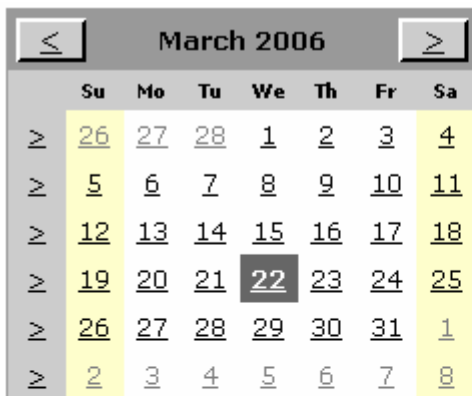 < March 2006 >
Su Mo Tu We Th Fr Sa
> 26 27 28 1 2 3 4
> 5 6 7 8 9 10 11
> 12 13 14 15 16 17 18
> 19 20 21 22 23 24 25
> 26 27 28 29 30 31 1
> 2 3 4 5 6 7 8